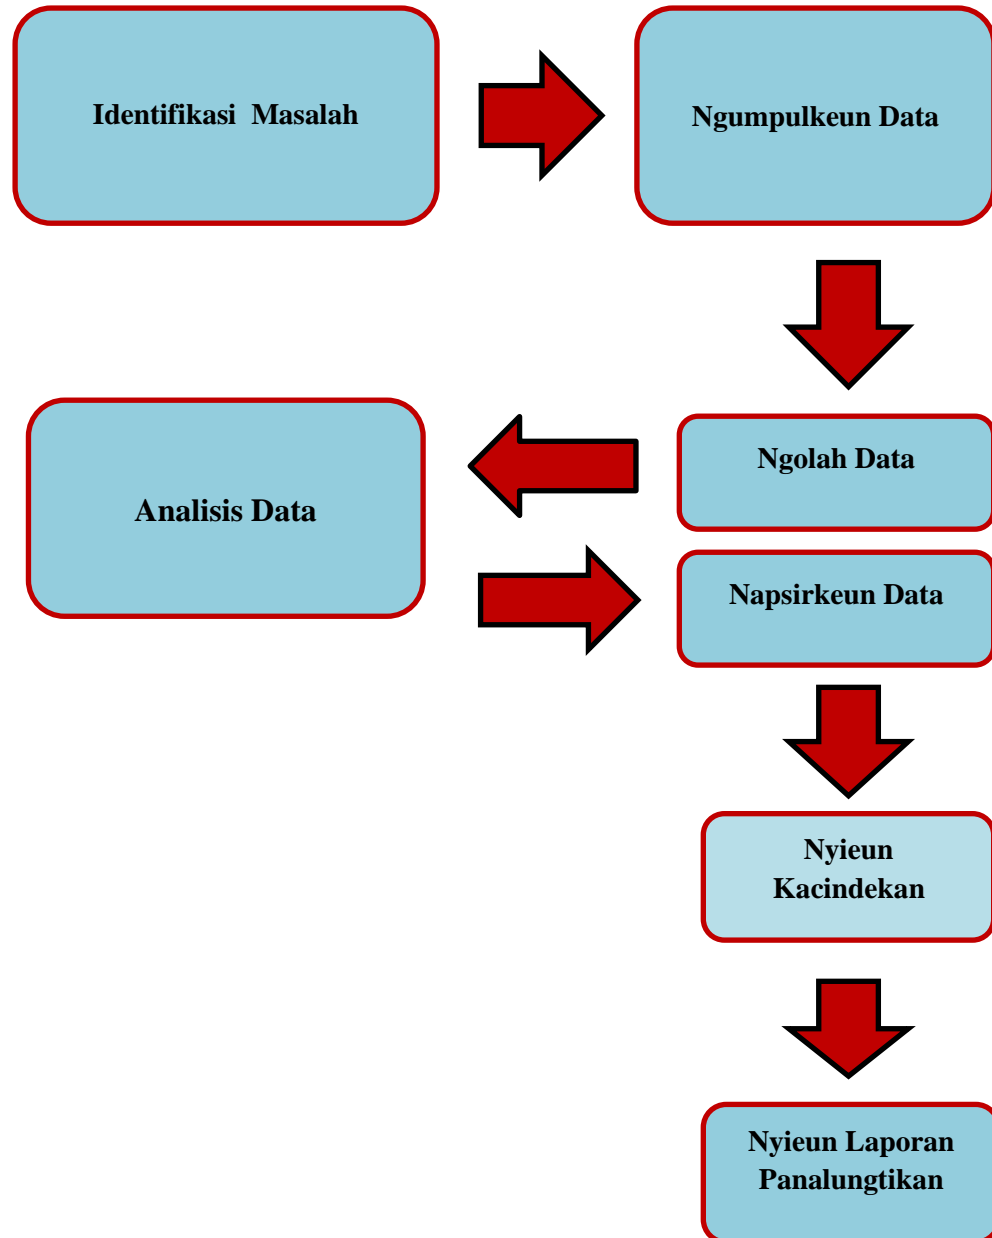 Identifikasi  Masalah
Ngumpulkeun Data
Ngolah Data
Analisis Data
Napsirkeun Data
Nyieun
Kacindekan
Nyieun Laporan
Panalungtikan